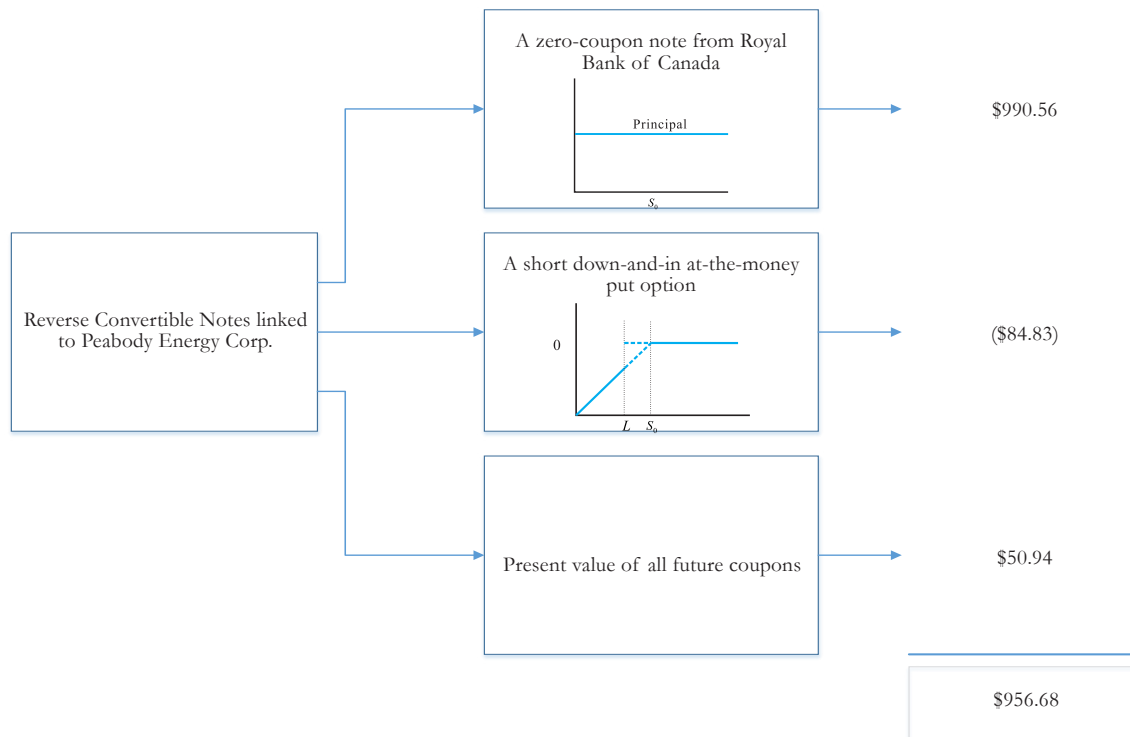 A zero-coupon note from Royal
Bank of Canada
Principal
S₀
$990.56
Reverse Convertible Notes linked
to Peabody Energy Corp.
A short down-and-in at-the-money
put option
0
L S₀
($84.83)
Present value of all future coupons
$50.94
$956.68